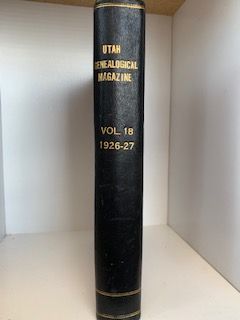 UTAH
GENEALOGICAL
MAGAZINE
VOL. 18
1926-27